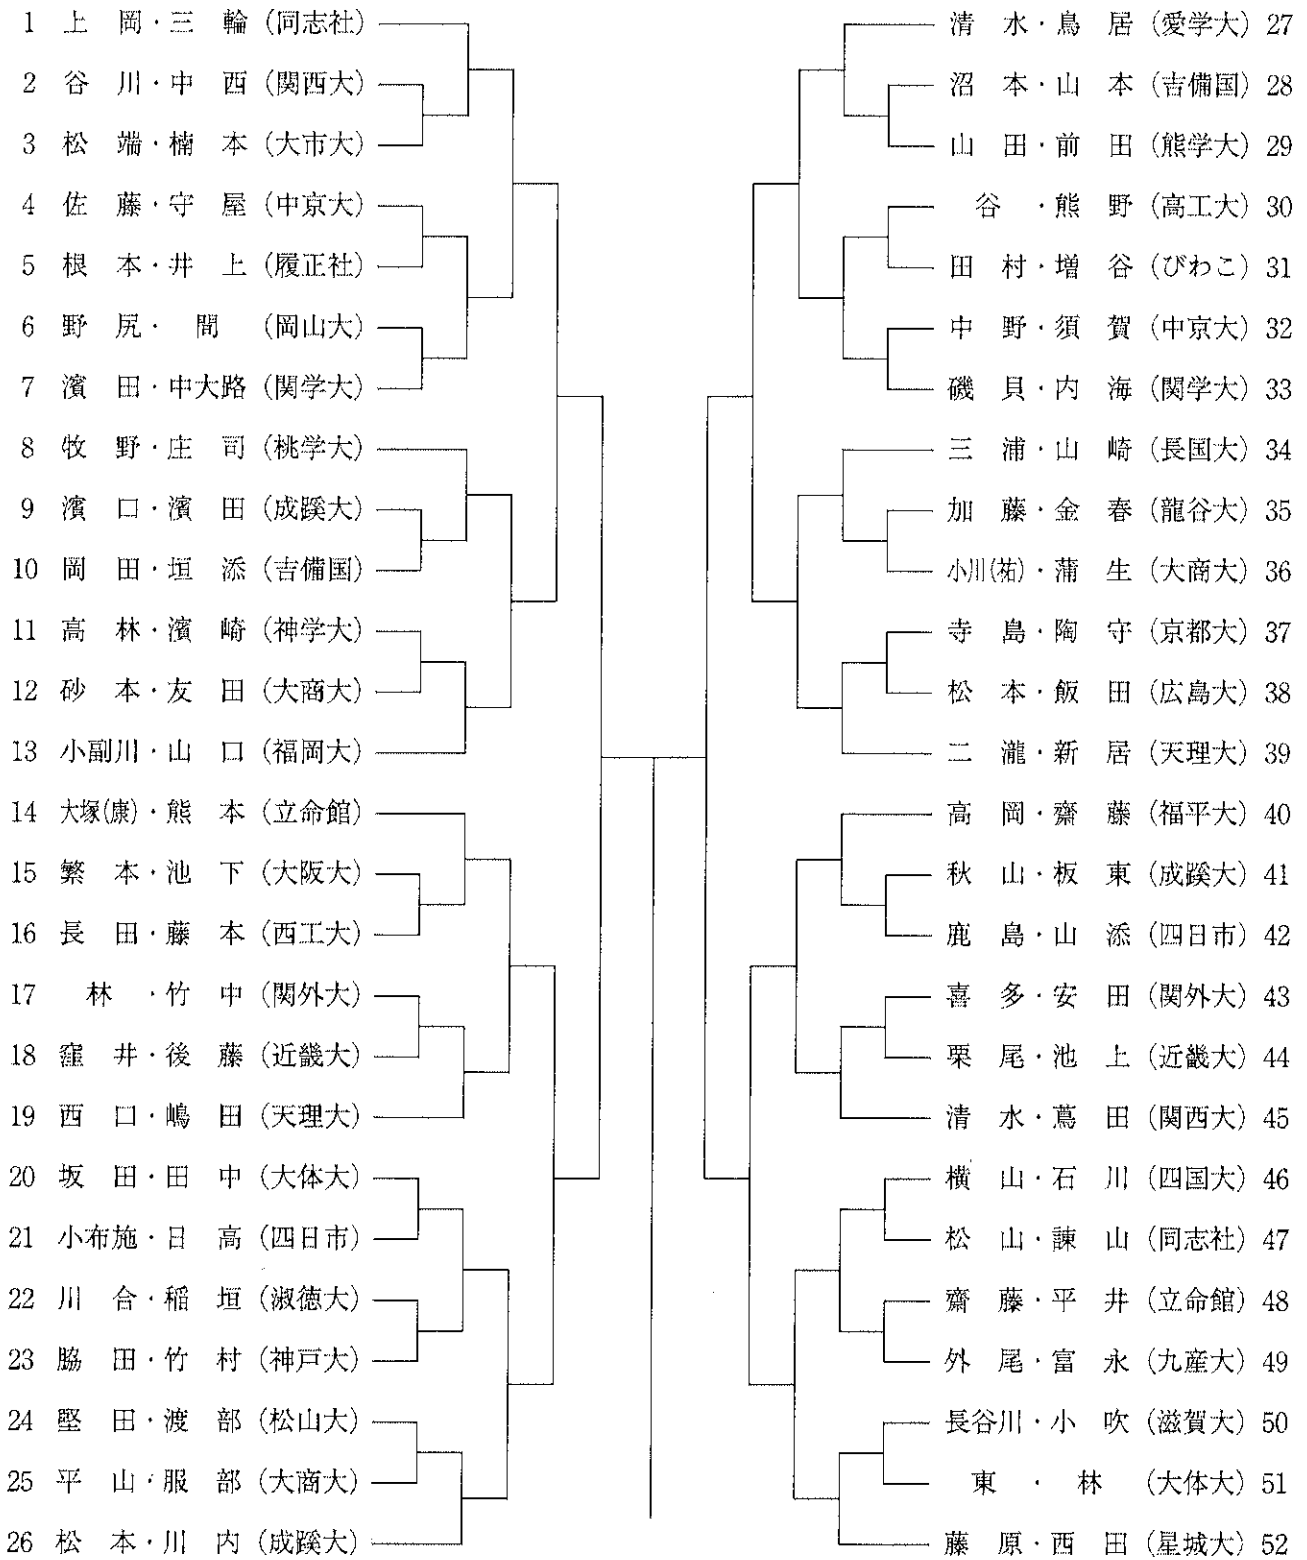 1 上岡・三輪 (同志社)
2 谷川・中西 (関西大)
3 松端・楠本 (大市大)
4 佐藤・守屋 (中京大)
5 根本・井上 (履正社)
6 野尻・間 (岡山大)
7 濱田・中大路 (関学大)
8 牧野・庄司 (桃学大)
9 濱口・濱田 (成蹊大)
10 岡田・垣添 (吉備国)
11 高林・濱崎 (神学大)
12 砂本・友田 (大商大)
13 小副川・山口 (福岡大)
14 大塚(康)・熊本 (立命館)
15 繁本・池下 (大阪大)
16 長田・藤本 (西工大)
17 林・竹中 (関外大)
18 窪井・後藤 (近畿大)
19 西口・嶋田 (天理大)
20 坂田・田中 (大体大)
21 小布施・日高 (四日市)
22 川合・稲垣 (淑徳大)
23 脇田・竹村 (神戸大)
24 堅田・渡部 (松山大)
25 平山・服部 (大商大)
26 松本・川内 (成蹊大)
清水・鳥居 (愛学大) 27
沼本・山本 (吉備国) 28
山田・前田 (熊学大) 29
谷・熊野 (高工大) 30
田村・増谷 (びわこ) 31
中野・須賀 (中京大) 32
磯貝・内海 (関学大) 33
三浦・山崎 (長国大) 34
加藤・金春 (龍谷大) 35
小川(祐)・蒲生 (大商大) 36
寺島・陶守 (京都大) 37
松本・飯田 (広島大) 38
二瀧・新居 (天理大) 39
高岡・齋藤 (福平大) 40
秋山・板東 (成蹊大) 41
鹿島・山添 (四日市) 42
喜多・安田 (関外大) 43
栗尾・池上 (近畿大) 44
清水・蔦田 (関西大) 45
横山・石川 (四国大) 46
松山・諫山 (同志社) 47
齋藤・平井 (立命館) 48
外尾・富永 (九産大) 49
長谷川・小吹 (滋賀大) 50
東・林 (大体大) 51
藤原・西田 (星城大) 52